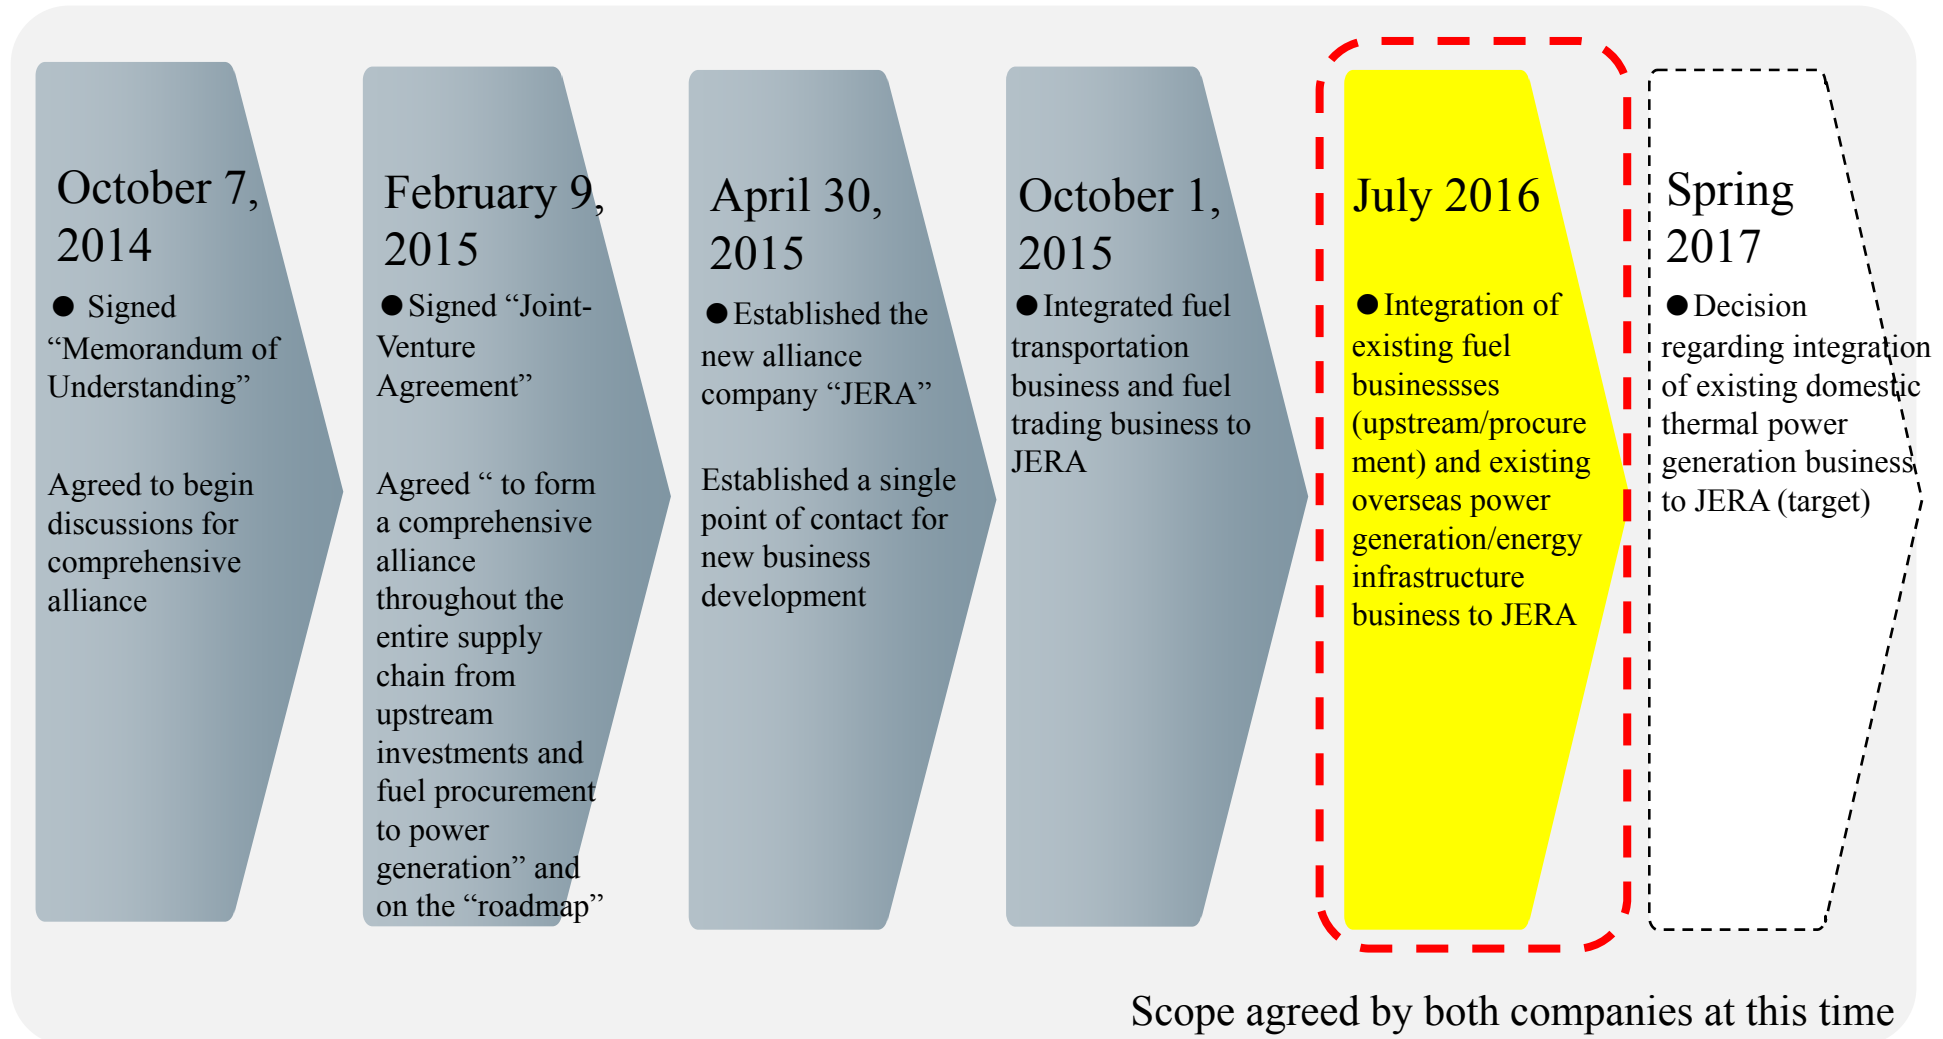 October 7,
2014
● Signed
“Memorandum of
Understanding”
Agreed to begin
discussions for
comprehensive
alliance
February 9,
2015
●Signed “Joint-
Venture
Agreement”
Agreed “ to form
a comprehensive
alliance
throughout the
entire supply
chain from
upstream
investments and
fuel procurement
to power
generation” and
on the “roadmap”
April 30,
2015
●Established the
new alliance
company “JERA”
Established a single
point of contact for
new business
development
October 1,
2015
●Integrated fuel
transportation
business and fuel
trading business to
JERA
July 2016
●Integration of
existing fuel
businessses
(upstream/procure
ment) and existing
overseas power
generation/energy
infrastructure
business to JERA
Spring
2017
●Decision
regarding integration
of existing domestic
thermal power
generation business
to JERA (target)
Scope agreed by both companies at this time